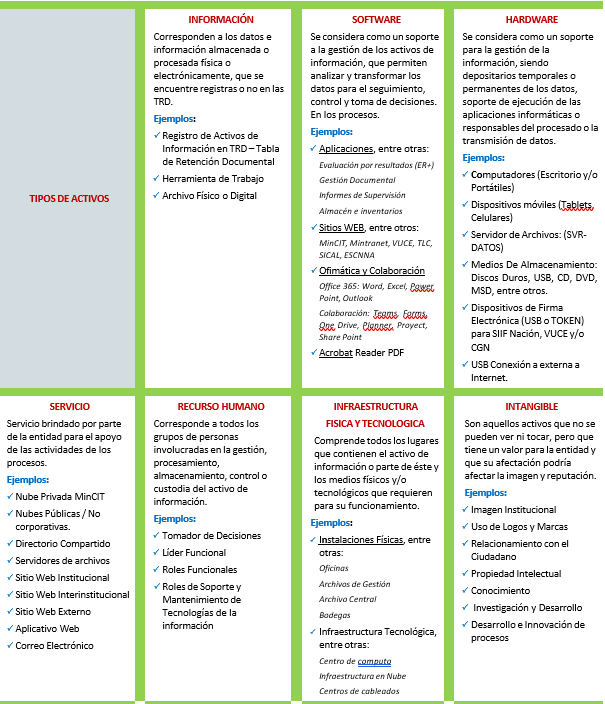 TIPOS DE ACTIVOS
INFORMACIÓN
Corresponden a los datos e
información almacenada o
procesada física o
electrónicamente, que se
encuentre registras o no en las
TRD.
Ejemplos:
✓ Registro de Activos de
Información en TRD – Tabla
de Retención Documental
✓ Herramienta de Trabajo
✓ Archivo Físico o Digital
SOFTWARE
Se considera como un soporte
a la gestión de los activos de
información, que permiten
analizar y transformar los
datos para el seguimiento,
control y toma de decisiones.
En los procesos.
Ejemplos:
✓ Aplicaciones, entre otras:
Evaluación por resultados (ER+)
Gestión Documental
Informes de Supervisión
Almacén e inventarios
✓ Sitios WEB, entre otros:
MinCIT, Mintranet, VUCE, TLC,
SICAL, ESCNNA
✓ Ofimática y Colaboración
Office 365: Word, Excel, Power
Point, Outlook
Colaboración: Teams, Forms,
One Drive, Planner, Proyect,
Share Point
✓ Acrobat Reader PDF
HARDWARE
Se considera como un soporte
para la gestión de la
información, siendo
depositarios temporales o
permanentes de los datos,
soporte de ejecución de las
aplicaciones informáticas o
responsables del procesado o la
transmisión de datos.
Ejemplos:
✓ Computadores (Escritorio y/o
Portátiles)
✓ Dispositivos móviles (Tablets,
Celulares)
✓ Servidor de Archivos: (SVR-
DATOS)
✓ Medios De Almacenamiento:
Discos Duros, USB, CD, DVD,
MSD, entre otros.
✓ Dispositivos de Firma
Electrónica (USB o TOKEN)
para SIIF Nación, VUCE y/o
CGN
✓ USB Conexión a externa a
Internet.
SERVICIO
Servicio brindado por parte
de la entidad para el apoyo
de las actividades de los
procesos.
Ejemplos:
✓ Nube Privada MinCIT
✓ Nubes Públicas / No
corporativas.
✓ Directorio Compartido
✓ Servidores de archivos
✓ Sitio Web Institucional
✓ Sitio Web Interinstitucional
✓ Sitio Web Externo
✓ Aplicativo Web
✓ Correo Electrónico
RECURSO HUMANO
Corresponde a todos los
grupos de personas
involucradas en la gestión,
procesamiento,
almacenamiento, control o
custodia del activo de
información.
Ejemplos:
✓ Tomador de Decisiones
✓ Líder Funcional
✓ Roles Funcionales
✓ Roles de Soporte y
Mantenimiento de
Tecnologías de la
información
INFRAESTRUCTURA
FISICA Y TECNOLOGICA
Comprende todos los lugares
que contienen el activo de
información o parte de éste y
los medios físicos y/o
tecnológicos que requieren
para su funcionamiento.
Ejemplos:
✓ Instalaciones Físicas, entre
otras:
Oficinas
Archivos de Gestión
Archivo Central
Bodegas
✓ Infraestructura Tecnológica,
entre otras:
Centro de computo
Infraestructura en Nube
Centros de cableados
INTANGIBLE
Son aquellos activos que no se
pueden ver ni tocar, pero que
tiene un valor para la entidad y
que su afectación podría
afectar la imagen y reputación.
Ejemplos:
✓ Imagen Institucional
✓ Uso de Logos y Marcas
✓ Relacionamiento con el
Ciudadano
✓ Propiedad Intelectual
✓ Conocimiento
✓ Investigación y Desarrollo
✓ Desarrollo e Innovación de
procesos